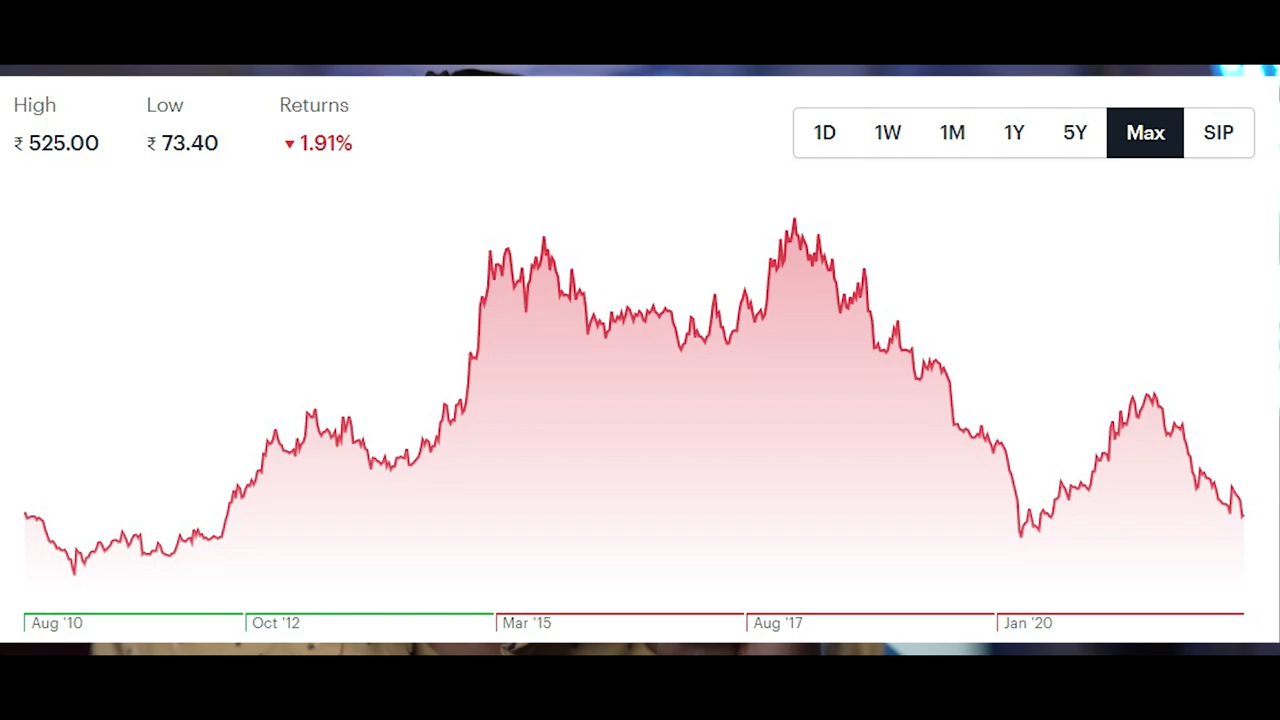 High Low Returns
₹ 525.00 ₹ 73.40 ▼1.91%
1D 1W 1M 1Y 5Y Max SIP
Aug '10 Oct '12 Mar '15 Aug '17 Jan '20